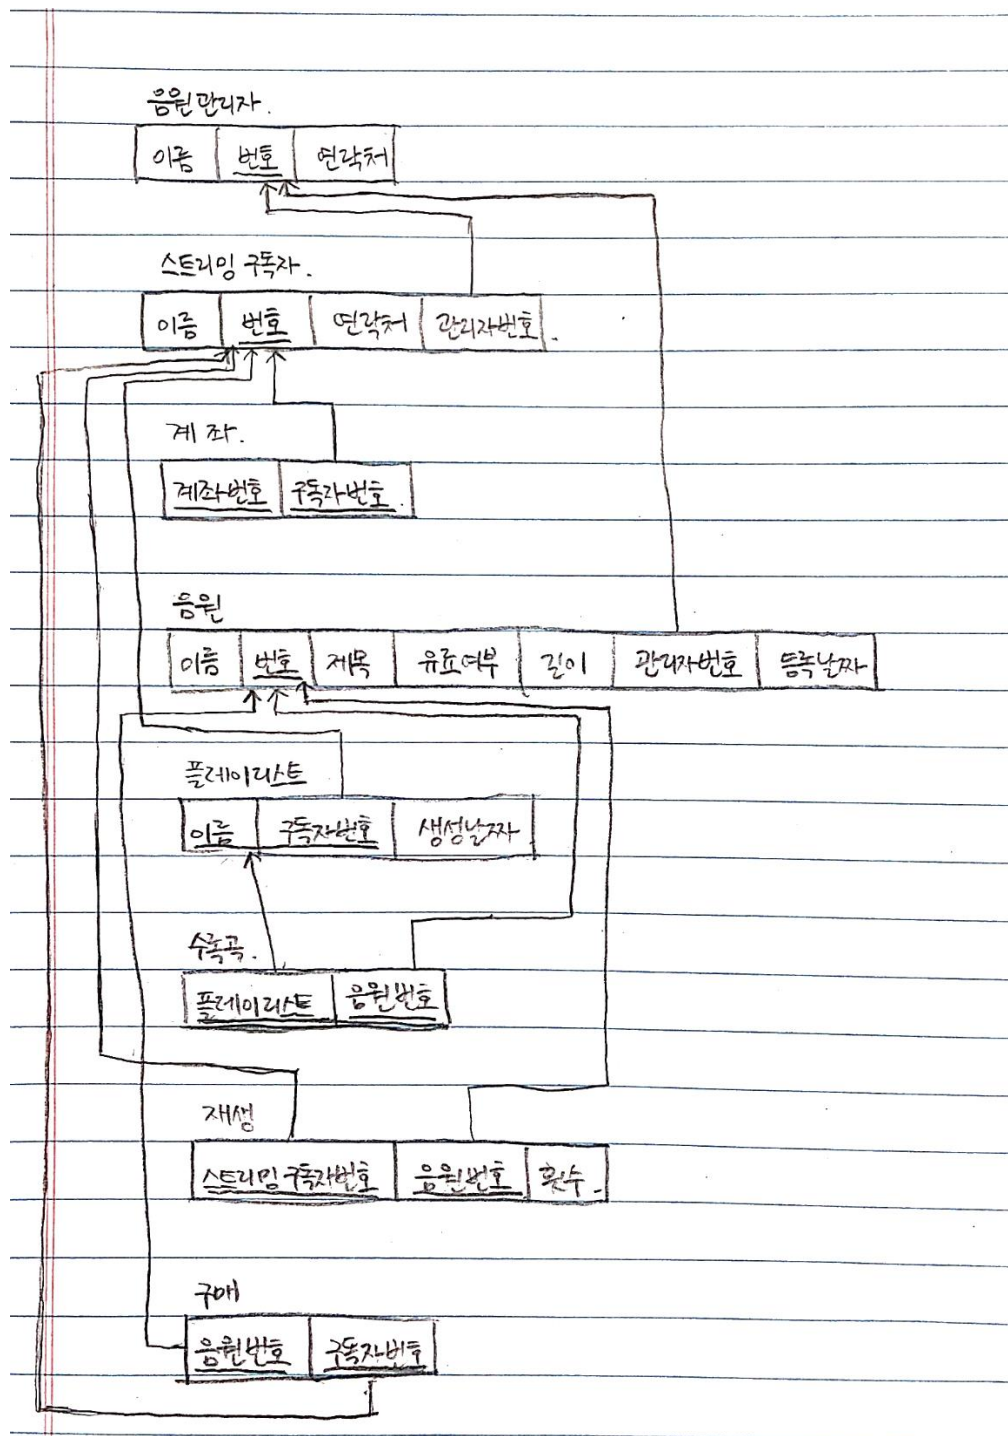 음원관리자.
이름 번호 연락처
스트리밍 구독자.
이름 번호 연락처 관리자번호.
계좌.
계좌번호 구독자번호.
음원
이름 번호 제목 유료여부 길이 관리자번호 등록날짜
플레이리스트
이름 구독자번호 생성날짜
수록곡.
플레이리스트 음원번호
재생
스트리밍 구독자번호 음원번호 횟수.
구매
음원번호 구독자번호